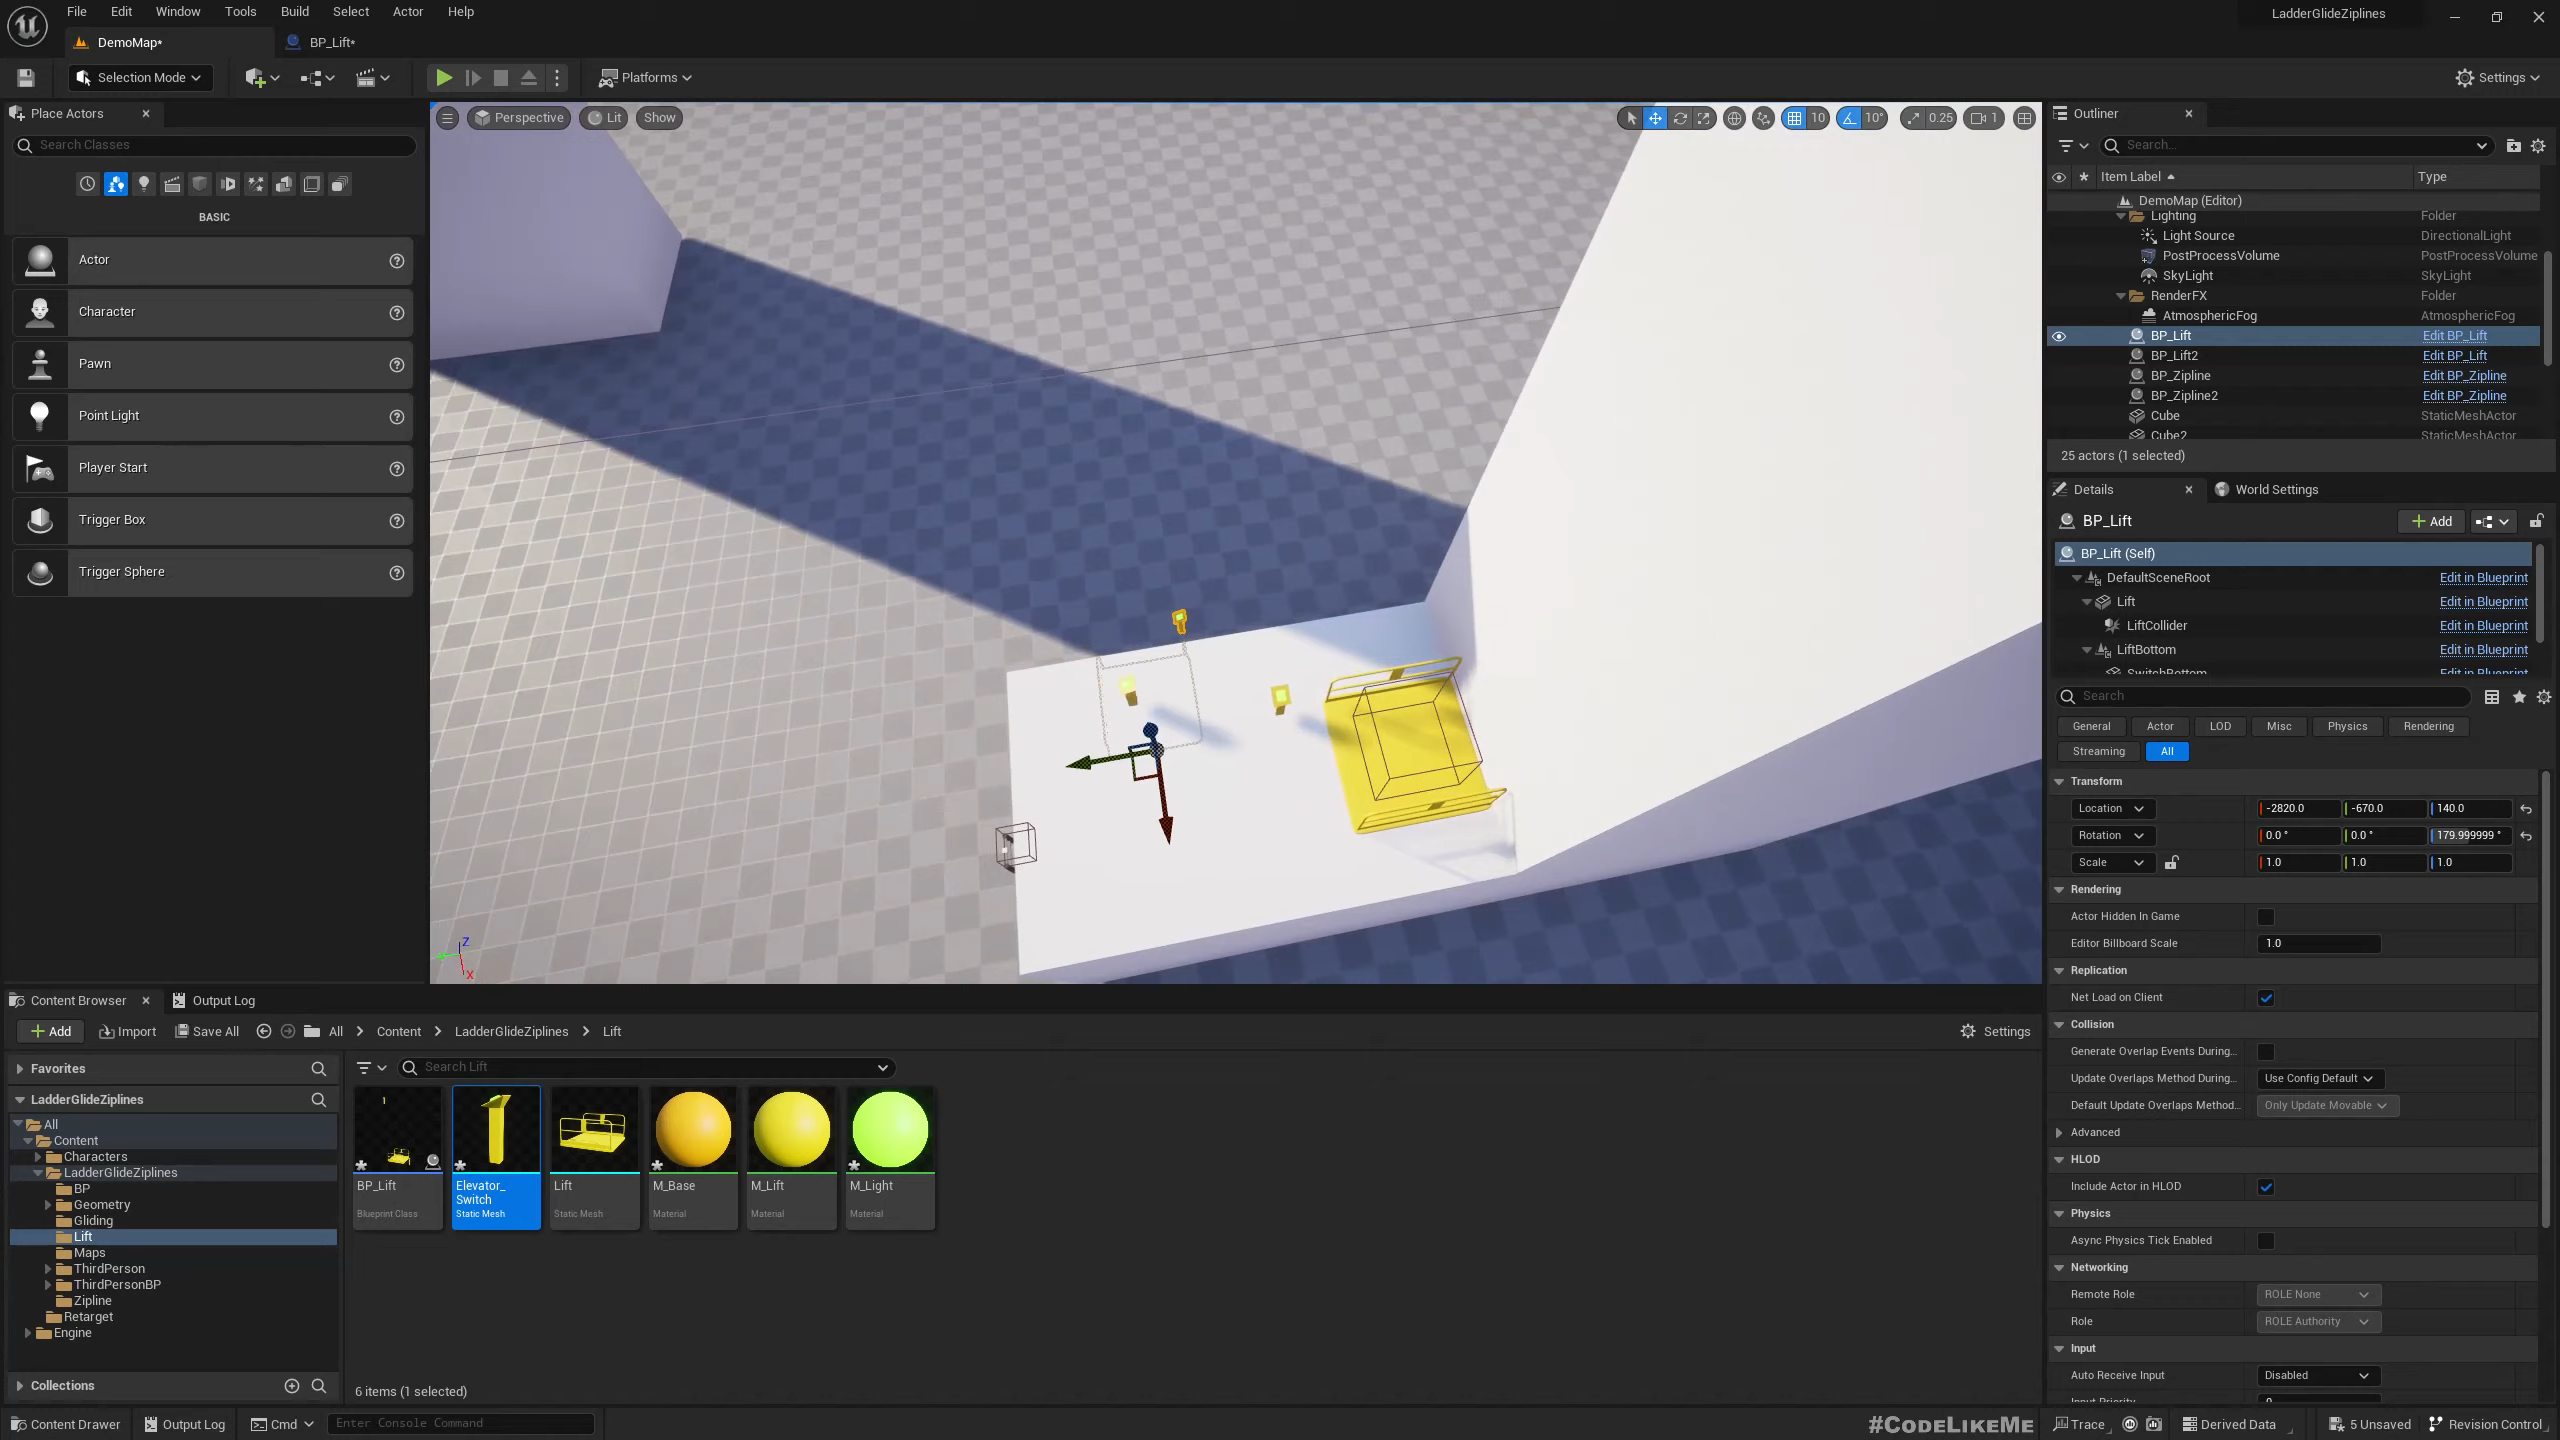 File Edit Window Tools Build Select Actor Help
LadderGlideZiplines
DemoMap*
BP_Lift*
Selection Mode
Platforms
Settings
Place Actors
Search Classes
BASIC
Actor
Character
Pawn
Point Light
Player Start
Trigger Box
Trigger Sphere
Perspective
Lit
Show
10
10°
0.25
1
Z
X
Outliner
Search...
Item Label
Type
DemoMap (Editor)
Lighting Folder
Light Source DirectionalLight
PostProcessVolume PostProcessVolume
SkyLight SkyLight
RenderFX Folder
AtmosphericFog AtmosphericFog
BP_Lift Edit BP_Lift
BP_Lift2 Edit BP_Lift
BP_Zipline Edit BP_Zipline
BP_Zipline2 Edit BP_Zipline
Cube StaticMeshActor
Cube2 StaticMeshActor
25 actors (1 selected)
Details
World Settings
BP_Lift
Add
BP_Lift (Self)
DefaultSceneRoot Edit in Blueprint
Lift Edit in Blueprint
LiftCollider Edit in Blueprint
LiftBottom Edit in Blueprint
SwitchBottom Edit in Blueprint
Search
General Actor LOD Misc Physics Rendering
Streaming All
Transform
Location -2820.0 -670.0 140.0
Rotation 0.0 ° 0.0 ° 179.999999 °
Scale 1.0 1.0 1.0
Rendering
Actor Hidden In Game
Editor Billboard Scale 1.0
Replication
Net Load on Client
Collision
Generate Overlap Events During...
Update Overlaps Method During... Use Config Default
Default Update Overlaps Method... Only Update Movable
Advanced
HLOD
Include Actor in HLOD
Physics
Async Physics Tick Enabled
Networking
Remote Role ROLE None
Role ROLE Authority
Input
Auto Receive Input Disabled
Input Priority 0
Content Browser
Output Log
Add
Import
Save All
All > Content > LadderGlideZiplines > Lift
Settings
Favorites
LadderGlideZiplines
All
Content
Characters
LadderGlideZiplines
BP
Geometry
Gliding
Lift
Maps
ThirdPerson
ThirdPersonBP
Zipline
Retarget
Engine
Collections
Search Lift
BP_Lift
Blueprint Class
Elevator_
Switch
Static Mesh
Lift
Static Mesh
M_Base
Material
M_Lift
Material
M_Light
Material
6 items (1 selected)
Content Drawer
Output Log
Cmd
Enter Console Command
#CodeLikeMe
Trace
Derived Data
5 Unsaved
Revision Control